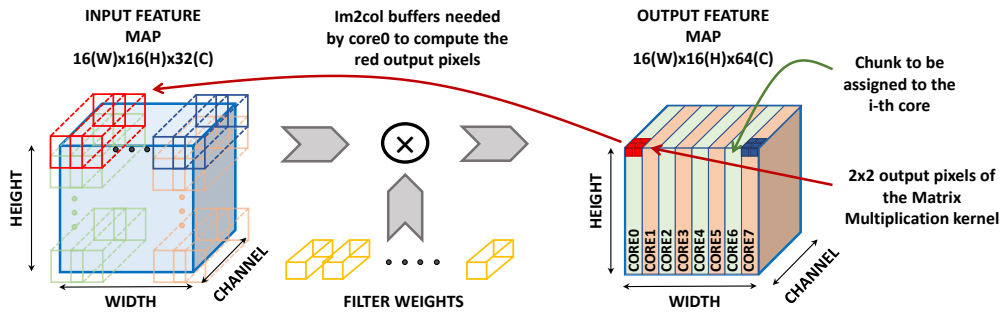 INPUT FEATURE
MAP
16(W)x16(H)x32(C)
Im2col buffers needed
by core0 to compute the
red output pixels
OUTPUT FEATURE
MAP
16(W)x16(H)x64(C)
Chunk to be
assigned to the
i-th core
2x2 output pixels of
the Matrix
Multiplication kernel
HEIGHT
WIDTH
CHANNEL
FILTER WEIGHTS
HEIGHT
CORE0
CORE1
CORE2
CORE3
CORE4
CORE5
CORE6
CORE7
WIDTH
CHANNEL